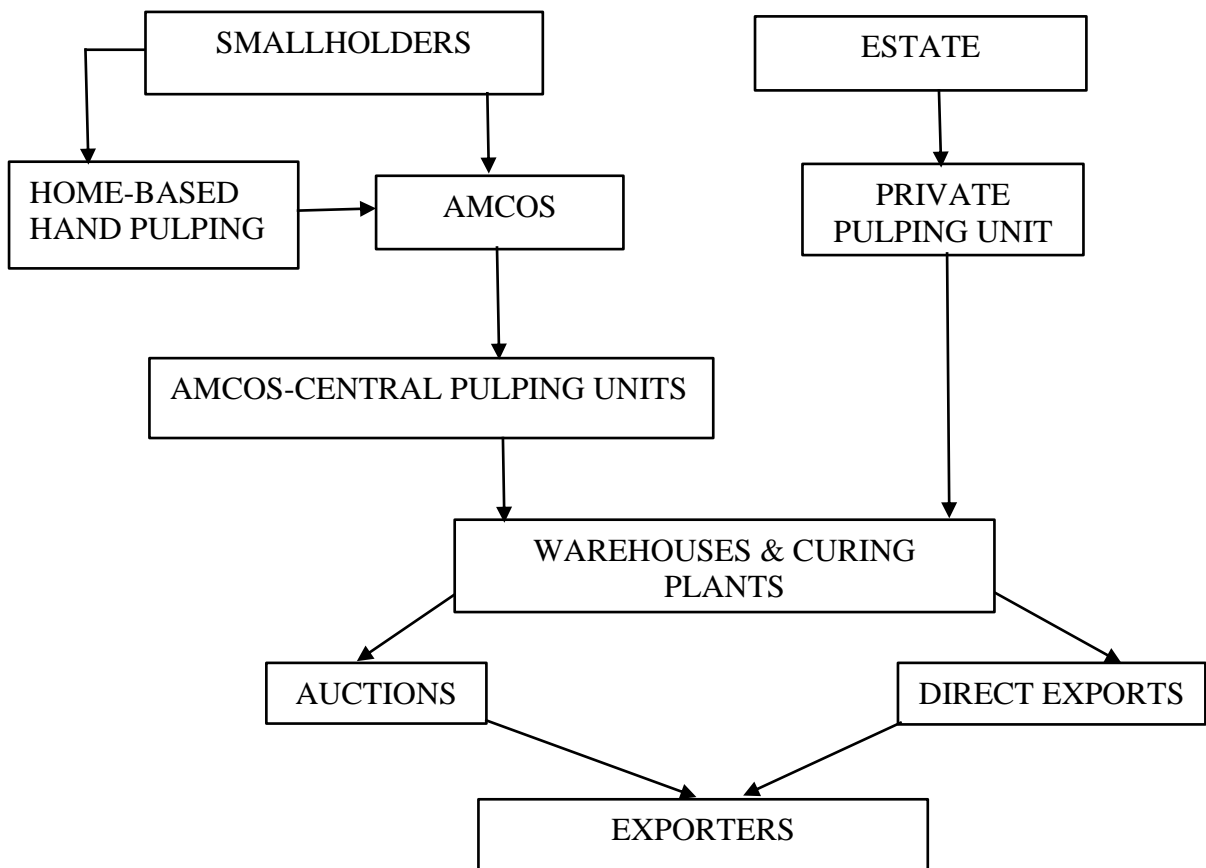 SMALLHOLDERS
ESTATE
HOME-BASED
HAND PULPING
AMCOS
PRIVATE
PULPING UNIT
AMCOS-CENTRAL PULPING UNITS
WAREHOUSES & CURING
PLANTS
AUCTIONS
DIRECT EXPORTS
EXPORTERS